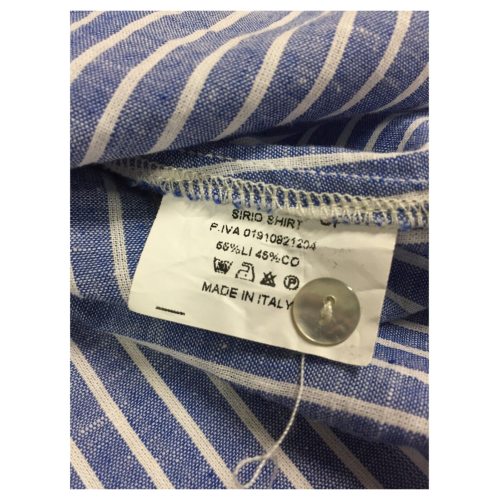 SIRIO SHIRT
P.IVA 01910821204
55%LI 45%CO
P
MADE IN ITALY